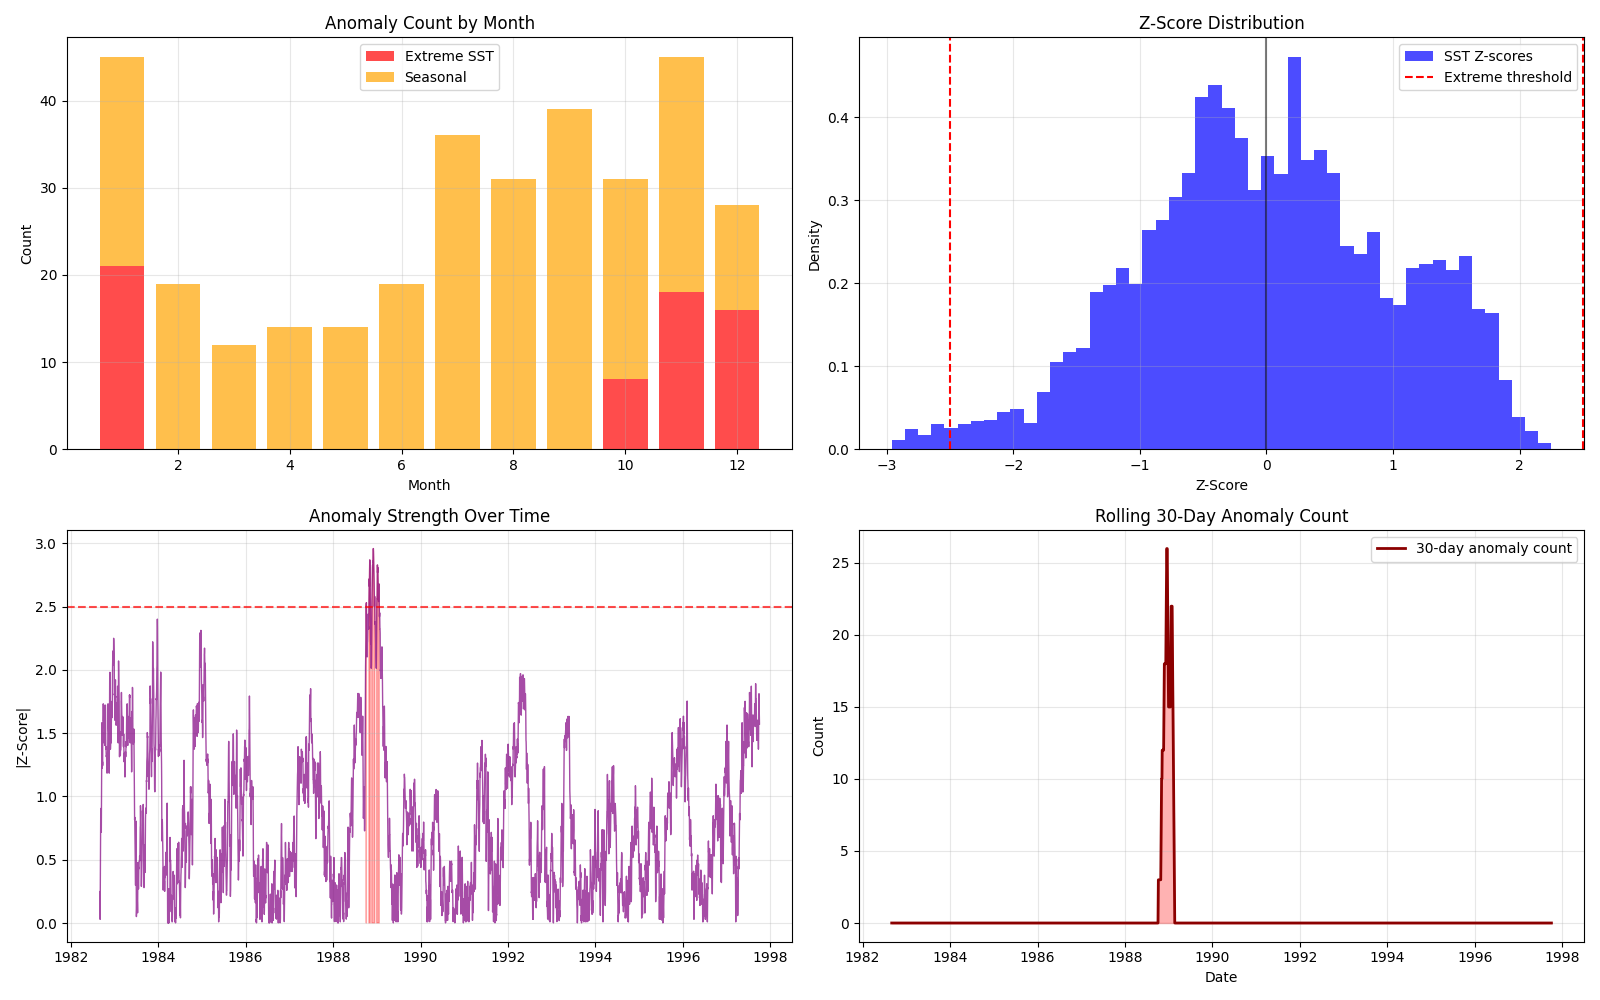 Anomaly Count by Month
Count
40
30
20
10
0
Extreme SST
Seasonal
2 4 6 8 10 12
Month
Z-Score Distribution
Density
0.4
0.3
0.2
0.1
0.0
SST Z-scores
Extreme threshold
−3 −2 −1 0 1 2
Z-Score
Anomaly Strength Over Time
|Z-Score|
3.0
2.5
2.0
1.5
1.0
0.5
0.0
1982 1984 1986 1988 1990 1992 1994 1996 1998
Rolling 30-Day Anomaly Count
Count
25
20
15
10
5
0
30-day anomaly count
1982 1984 1986 1988 1990 1992 1994 1996 1998
Date